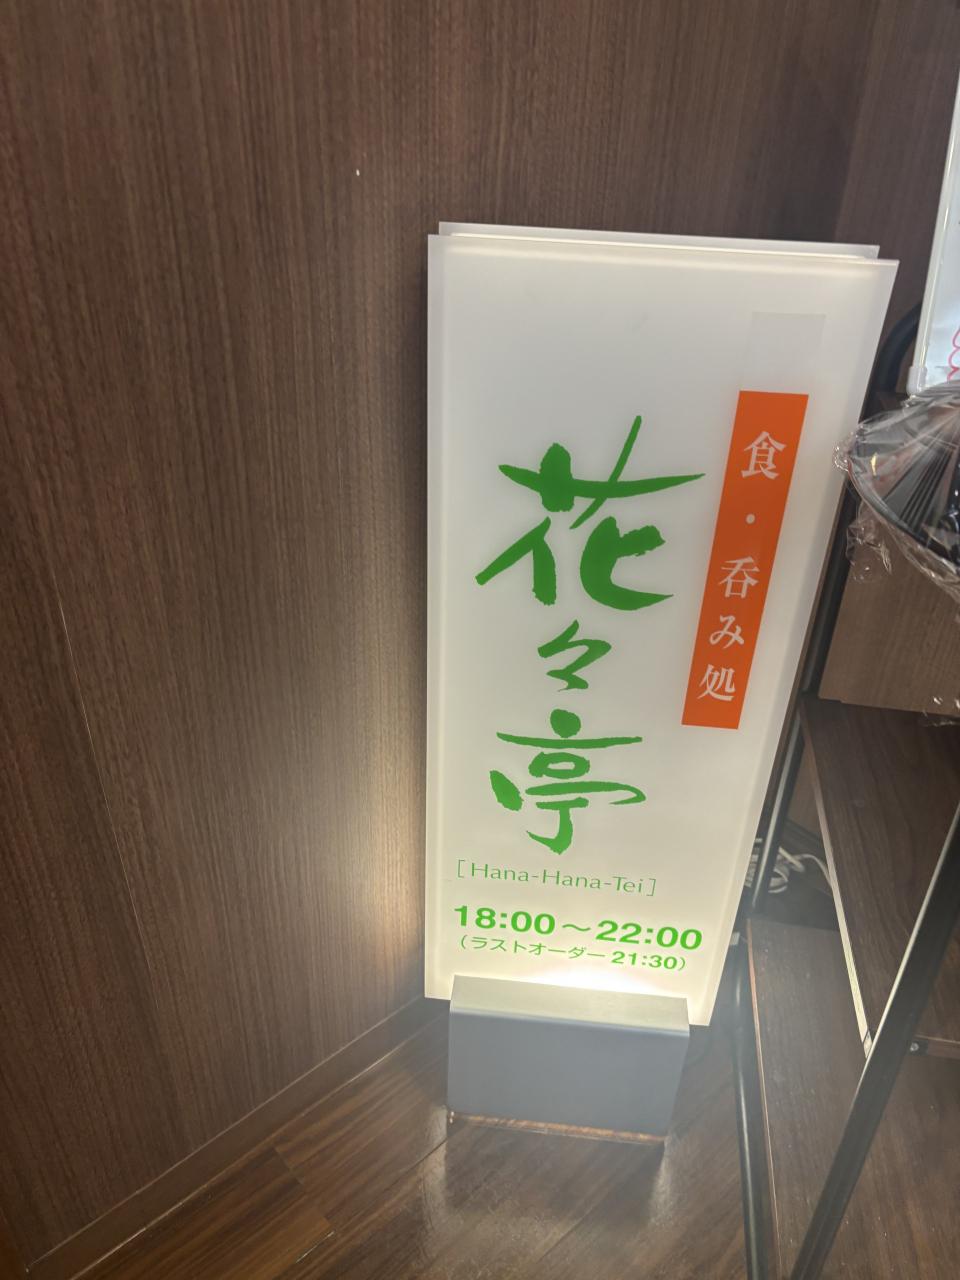 食・呑み処
花々亭
[Hana-Hana-Tei]
18:00～22:00
(ラストオーダー 21:30)